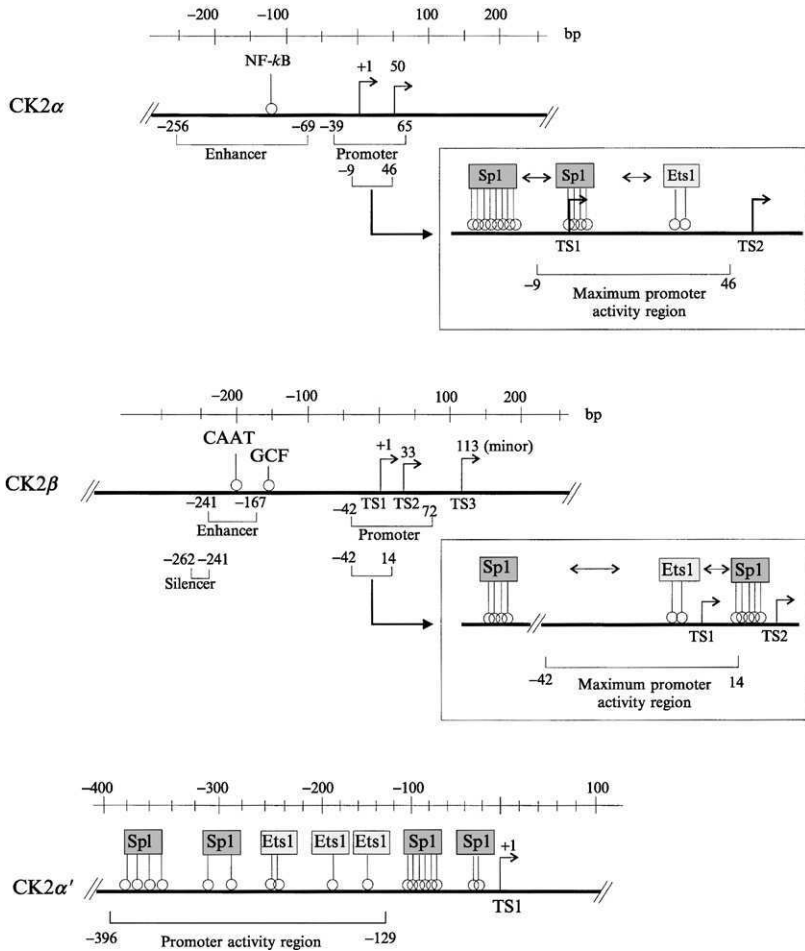 −200 −100 0 100 200
bp
NF-kB
+1 50
CK2α
−256 −69 −39 65
Enhancer Promoter
−9 46
Sp1 Sp1 Ets1
TS1 TS2
−9 46
Maximum promoter
activity region
−200 −100 0 100 200
bp
CAAT
GCF
+1 33 113 (minor)
CK2β
−241 −167 TS1 TS2 TS3
−42 72
Enhancer Promoter
−262 −241 −42 14
Silencer
Sp1 Ets1 Sp1
TS1 TS2
−42 14
Maximum promoter
activity region
−400 −300 −200 −100 100
Sp1 Sp1 Ets1 Ets1 Ets1 Sp1 Sp1
+1
CK2α′
TS1
−396 −129
Promoter activity region